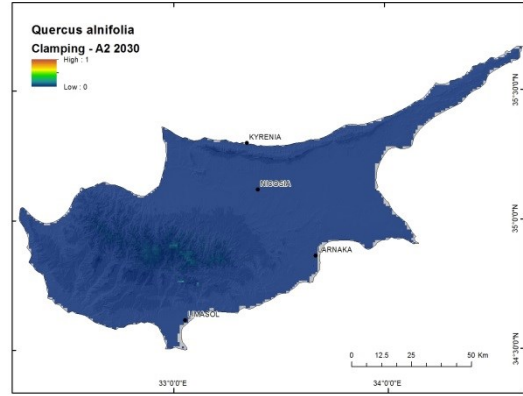 Quercus alnifolia
Clamping - A2 2030
High : 1
Low : 0
KYRENIA
NICOSIA
ARNAKA
LIMASOL
35°30'0"N
35°0'0"N
34°30'0"N
0 12.5 25 50 Km
33°0'0"E
34°0'0"E